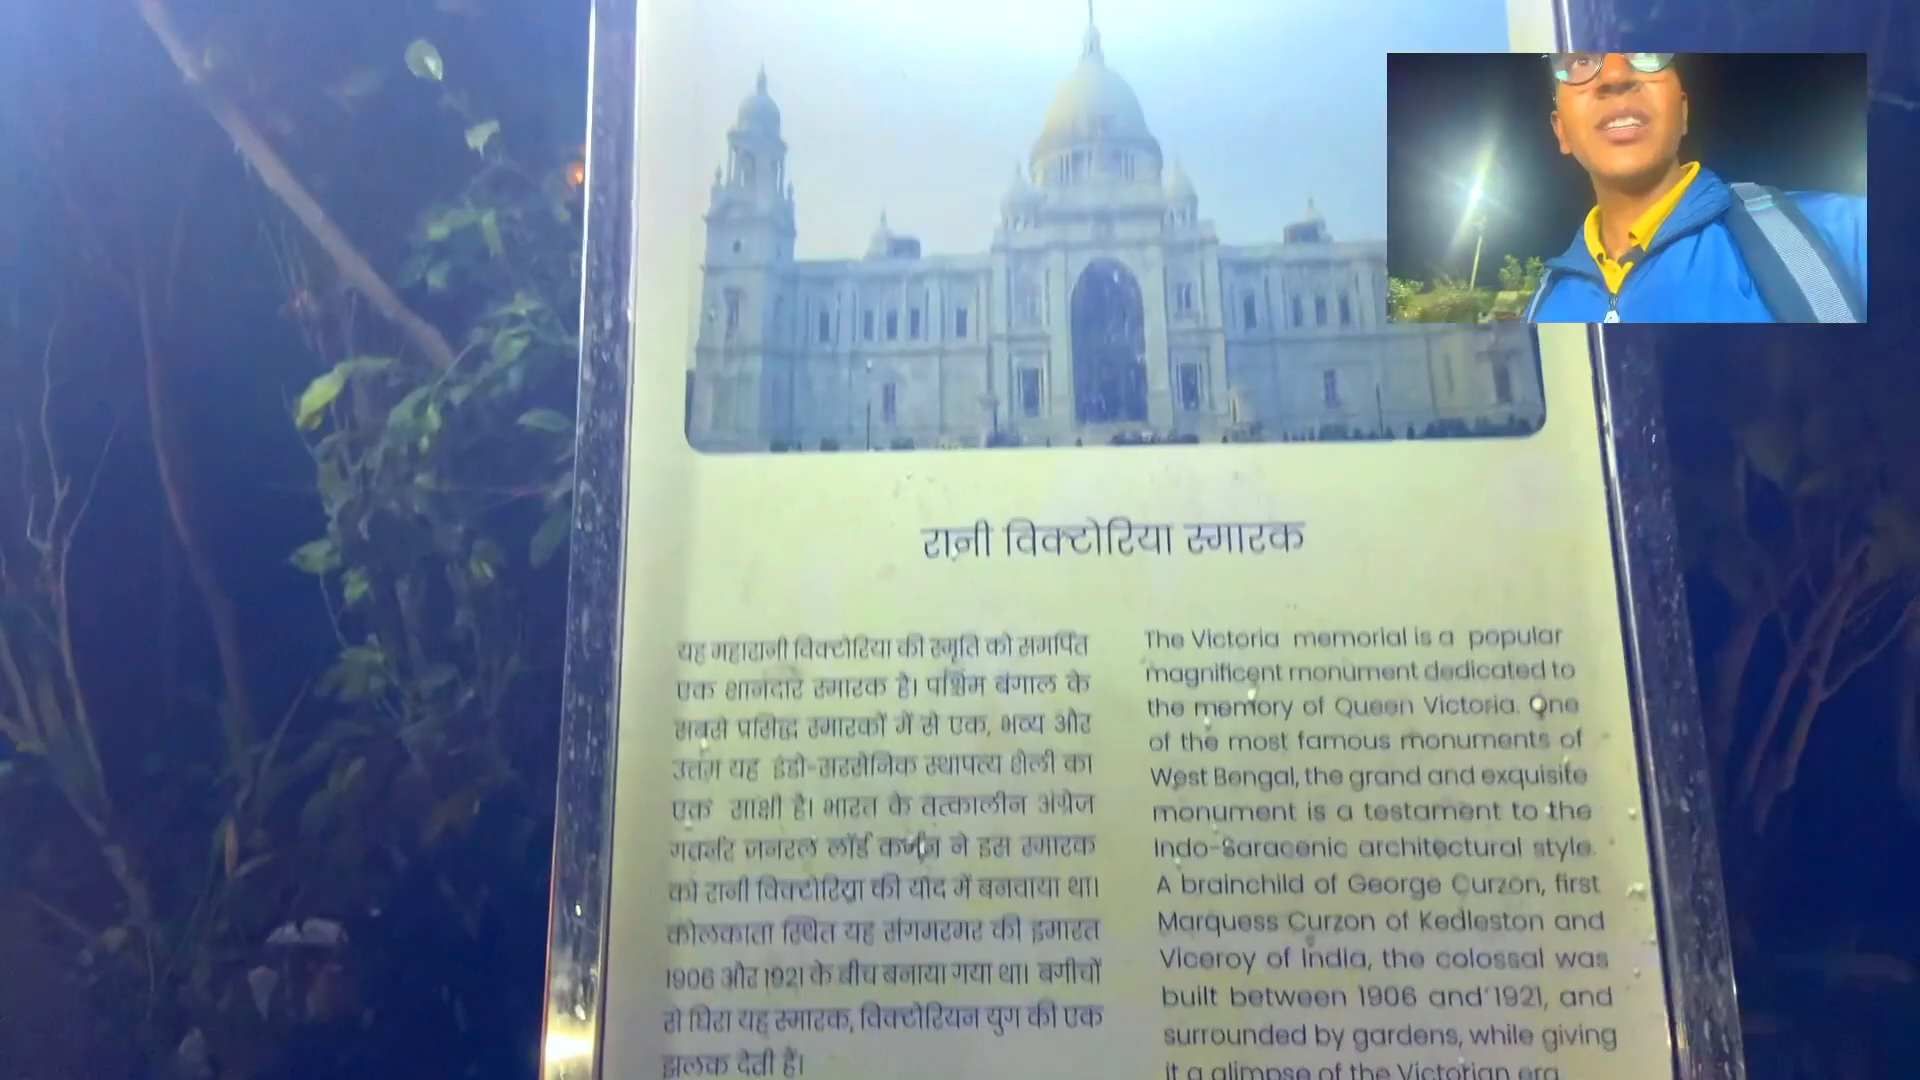 रानी विक्टोरिया स्मारक
यह महारानी विक्टोरिया की स्मृति को समर्पित
एक शानदार स्मारक है। पश्चिम बंगाल के
सबसे प्रसिद्ध स्मारकों में से एक, भव्य और
उत्तम यह इंडो-सरसेनिक स्थापत्य शैली का
एक साक्षी है। भारत के तत्कालीन अंग्रेज
गवर्नर जनरल लॉर्ड कर्जन ने इस स्मारक
को रानी विक्टोरिया की याद में बनवाया था।
कोलकाता स्थित यह संगमरमर की इमारत
1906 और 1921 के बीच बनाया गया था। बगीचों
से घिरा यह स्मारक, विक्टोरियन युग की एक
झलक देती है।
The Victoria memorial is a popular
magnificent monument dedicated to
the memory of Queen Victoria. One
of the most famous monuments of
West Bengal, the grand and exquisite
monument is a testament to the
Indo-Saracenic architectural style.
A brainchild of George Curzon, first
Marquess Curzon of Kedleston and
Viceroy of India, the colossal was
built between 1906 and 1921, and
surrounded by gardens, while giving
it a glimpse of the Victorian era.